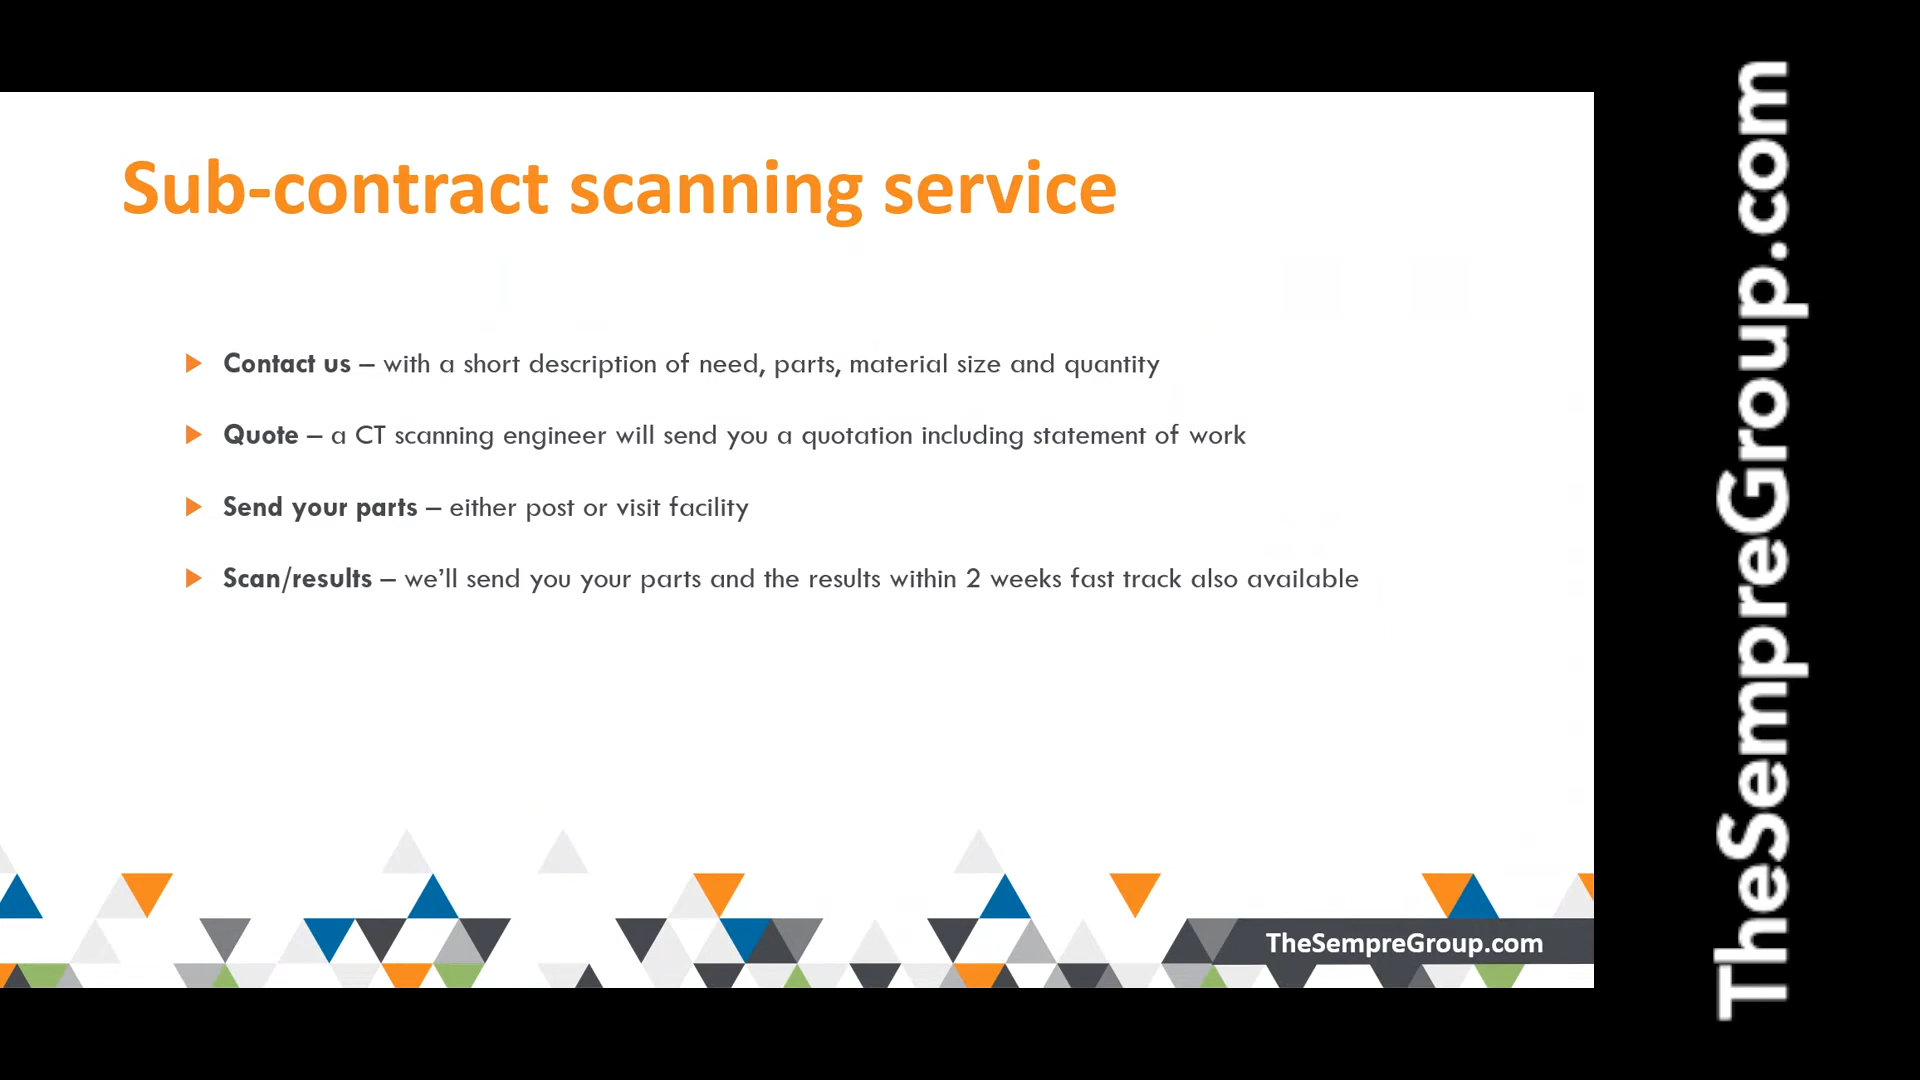 Sub-contract scanning service
Contact us – with a short description of need, parts, material size and quantity
Quote – a CT scanning engineer will send you a quotation including statement of work
Send your parts – either post or visit facility
Scan/results – we’ll send you your parts and the results within 2 weeks fast track also available
TheSempreGroup.com
TheSempreGroup.com